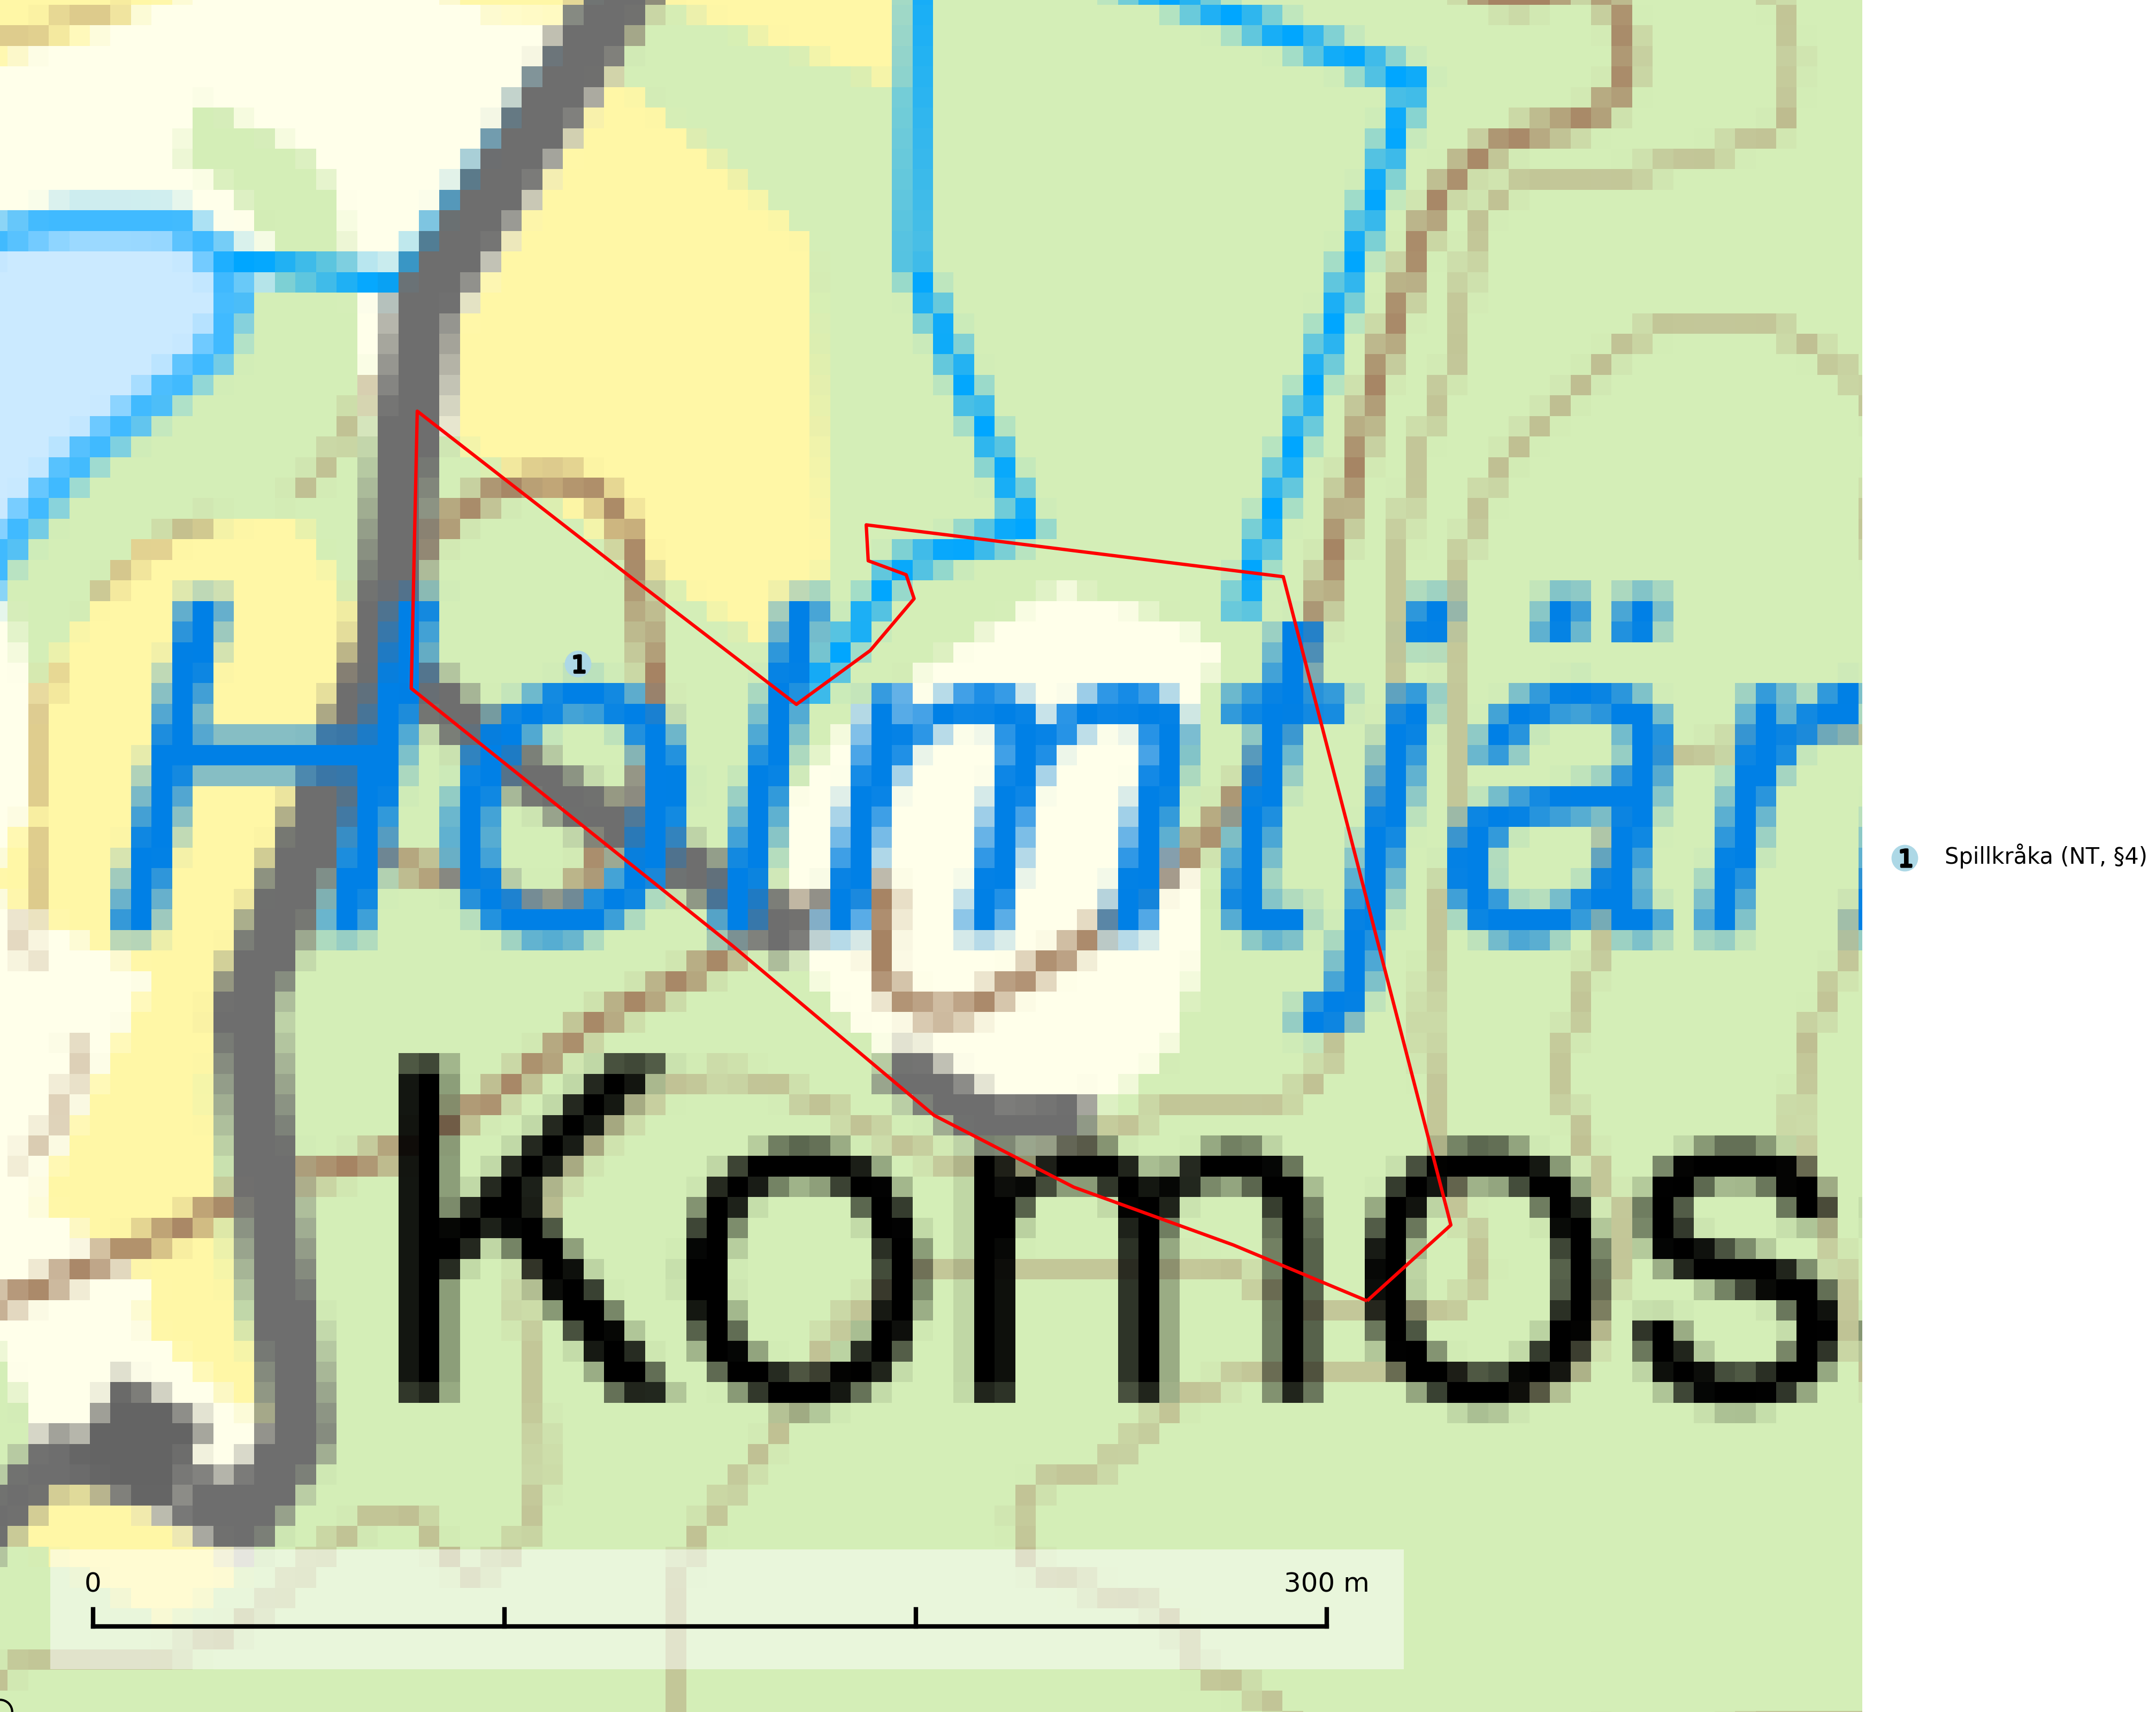 1
Holmtjär
Komos
0 300 m
1 Spillkråka (NT, §4)